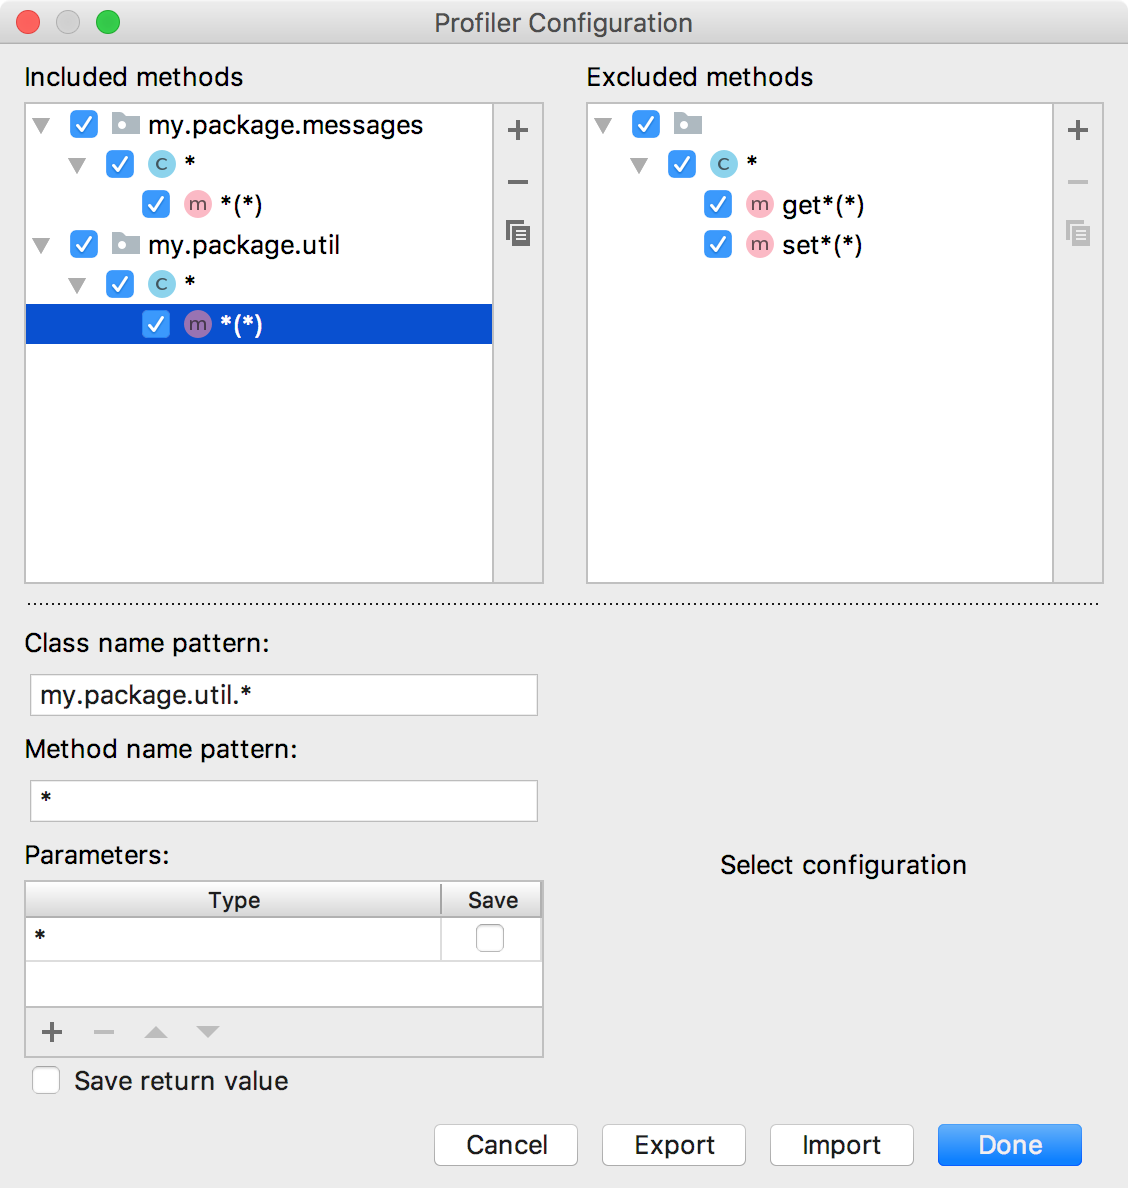 Profiler Configuration
Included methods
my.package.messages
C *
m *(*)
my.package.util
C *
m *(*)
Excluded methods
C *
m get*(*)
m set*(*)
Class name pattern:
my.package.util.*
Method name pattern:
*
Parameters:
Type Save
*
Save return value
Select configuration
Cancel Export Import Done